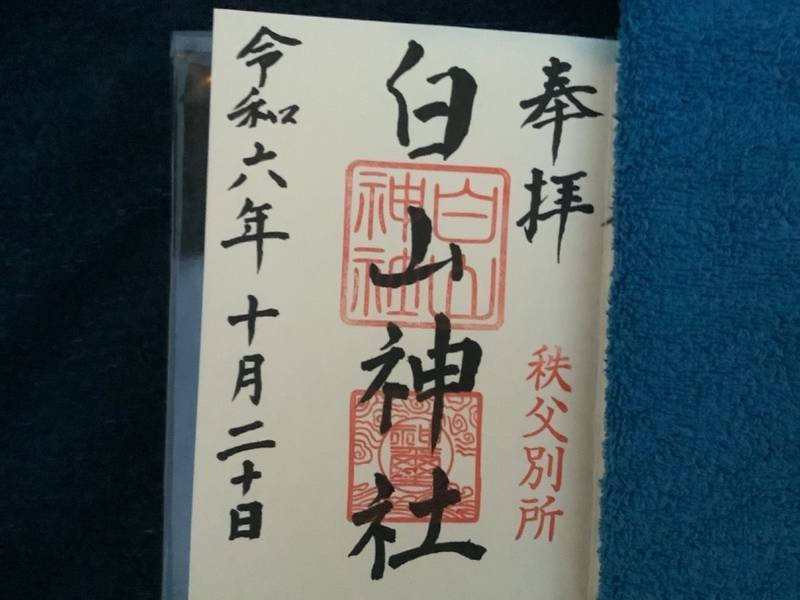 奉拝
秩父別所
白山神社
白山
神社
令和六年十月二十日